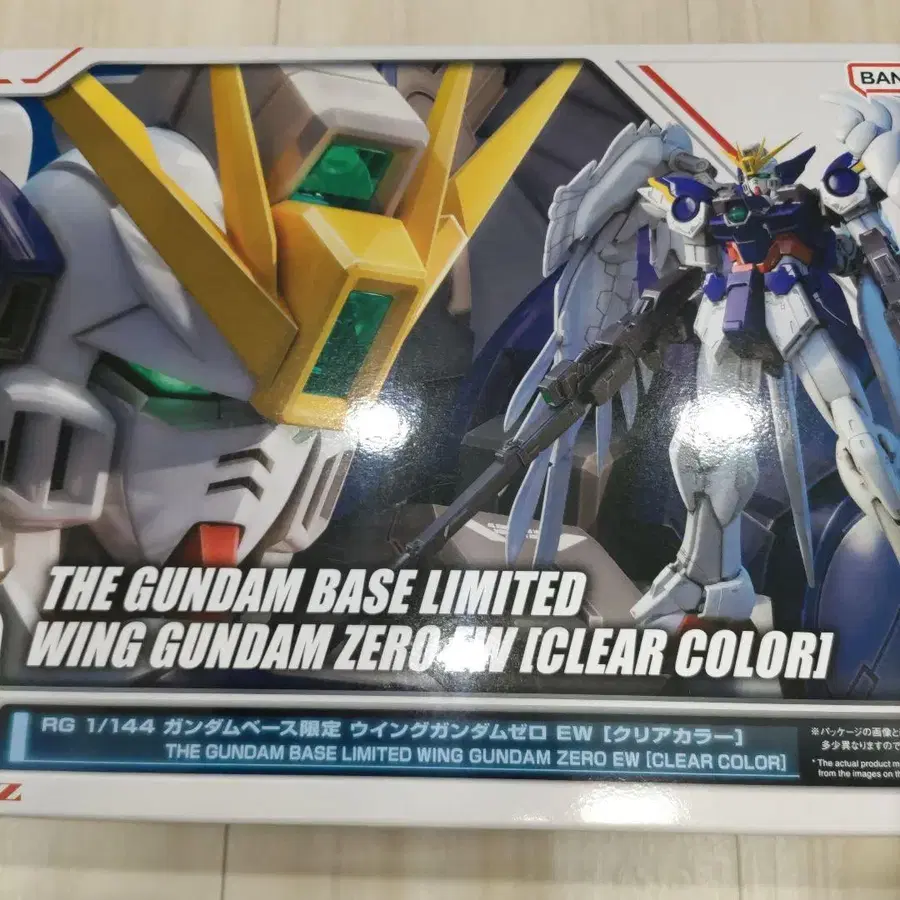 BAN
THE GUNDAM BASE LIMITED
WING GUNDAM ZERO EW [CLEAR COLOR]
RG 1/144 ガンダムベース限定 ウイングガンダムゼロ EW [クリアカラー]
THE GUNDAM BASE LIMITED WING GUNDAM ZERO EW [CLEAR COLOR]
※パッケージの画像と
多少異なりますので
* The actual product m
from the images on th